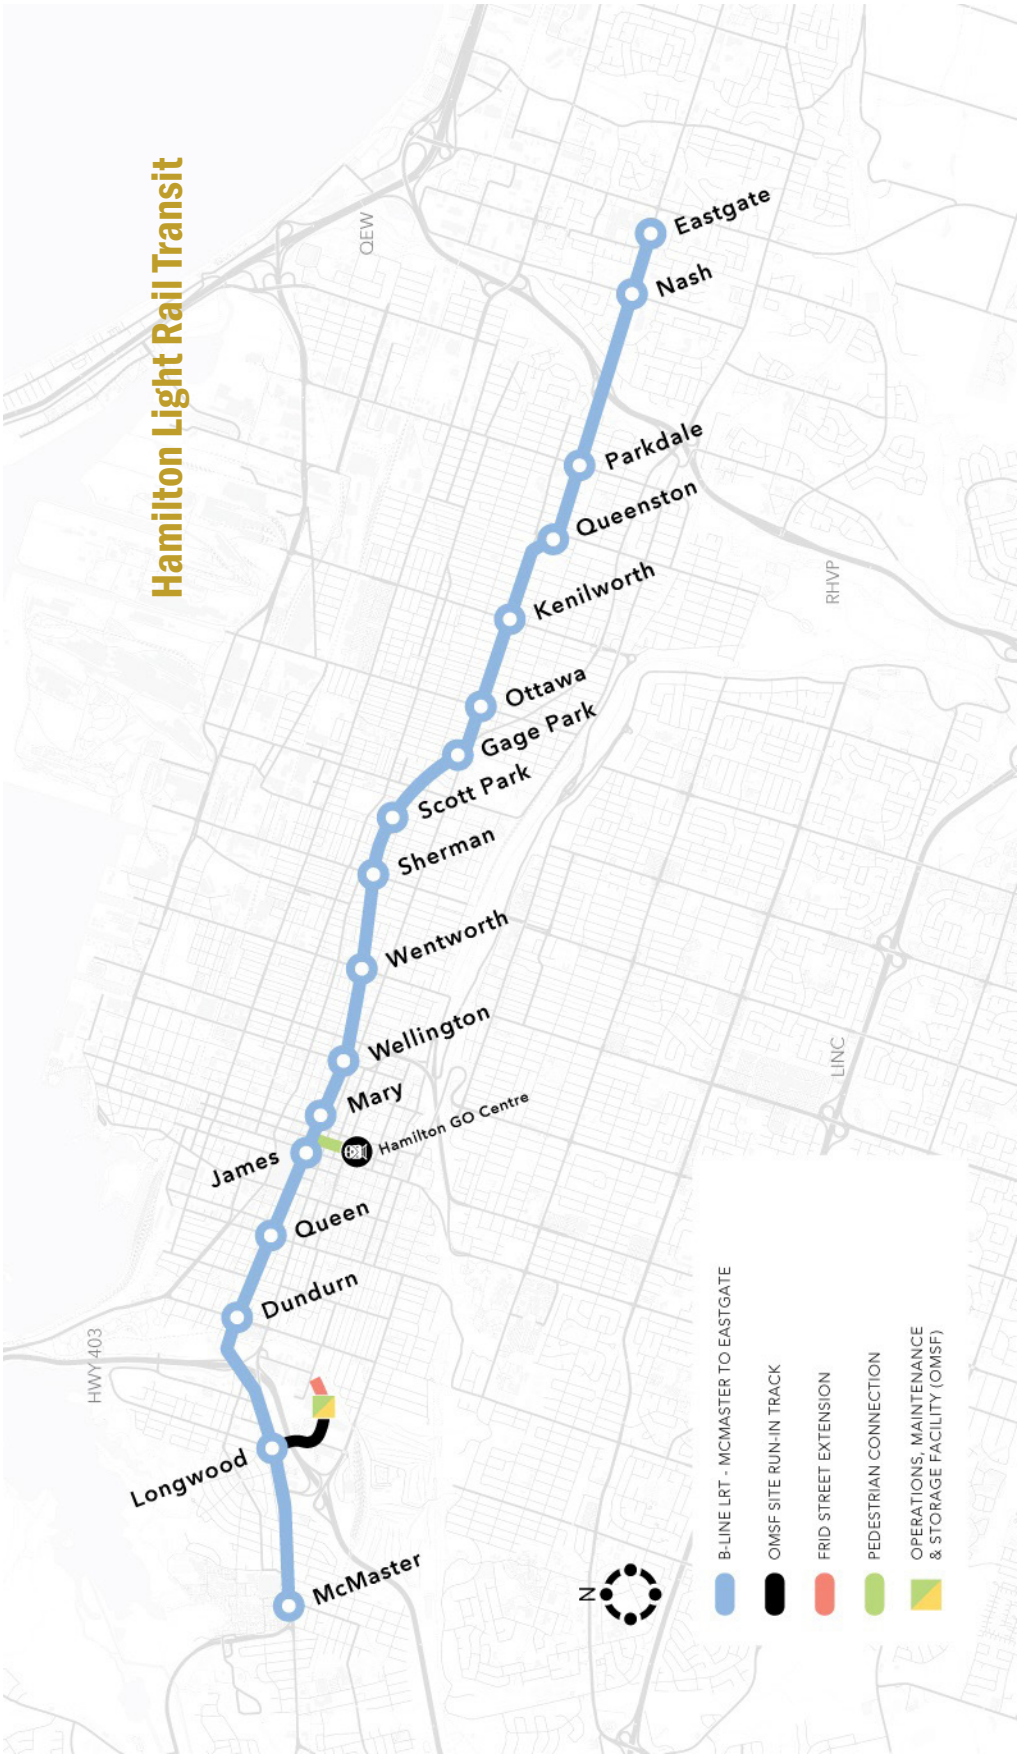 Hamilton Light Rail Transit
QEW
HWY 403
RHVP
LINC
McMaster
Longwood
Dundurn
Queen
James
Hamilton GO Centre
Mary
Wellington
Wentworth
Sherman
Scott Park
Gage Park
Ottawa
Kenilworth
Queenston
Parkdale
Nash
Eastgate
N
B-LINE LRT - MCMASTER TO EASTGATE
OMSF SITE RUN-IN TRACK
FRID STREET EXTENSION
PEDESTRIAN CONNECTION
OPERATIONS, MAINTENANCE
& STORAGE FACILITY (OMSF)